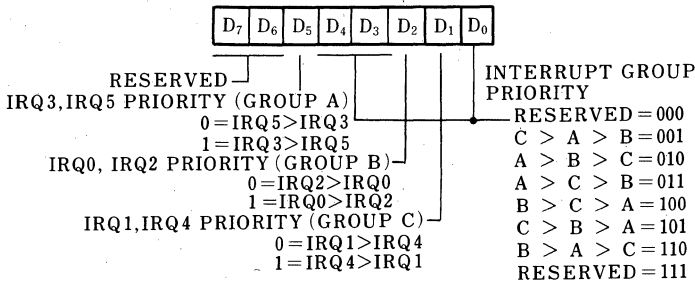 D₇ D₆ D₅ D₄ D₃ D₂ D₁ D₀
RESERVED
IRQ3,IRQ5 PRIORITY (GROUP A)
0=IRQ5>IRQ3
1=IRQ3>IRQ5
IRQ0, IRQ2 PRIORITY (GROUP B)
0=IRQ2>IRQ0
1=IRQ0>IRQ2
IRQ1,IRQ4 PRIORITY (GROUP C)
0=IRQ1>IRQ4
1=IRQ4>IRQ1
INTERRUPT GROUP
PRIORITY
RESERVED=000
C > A > B=001
A > B > C=010
A > C > B=011
B > C > A=100
C > B > A=101
B > A > C=110
RESERVED=111